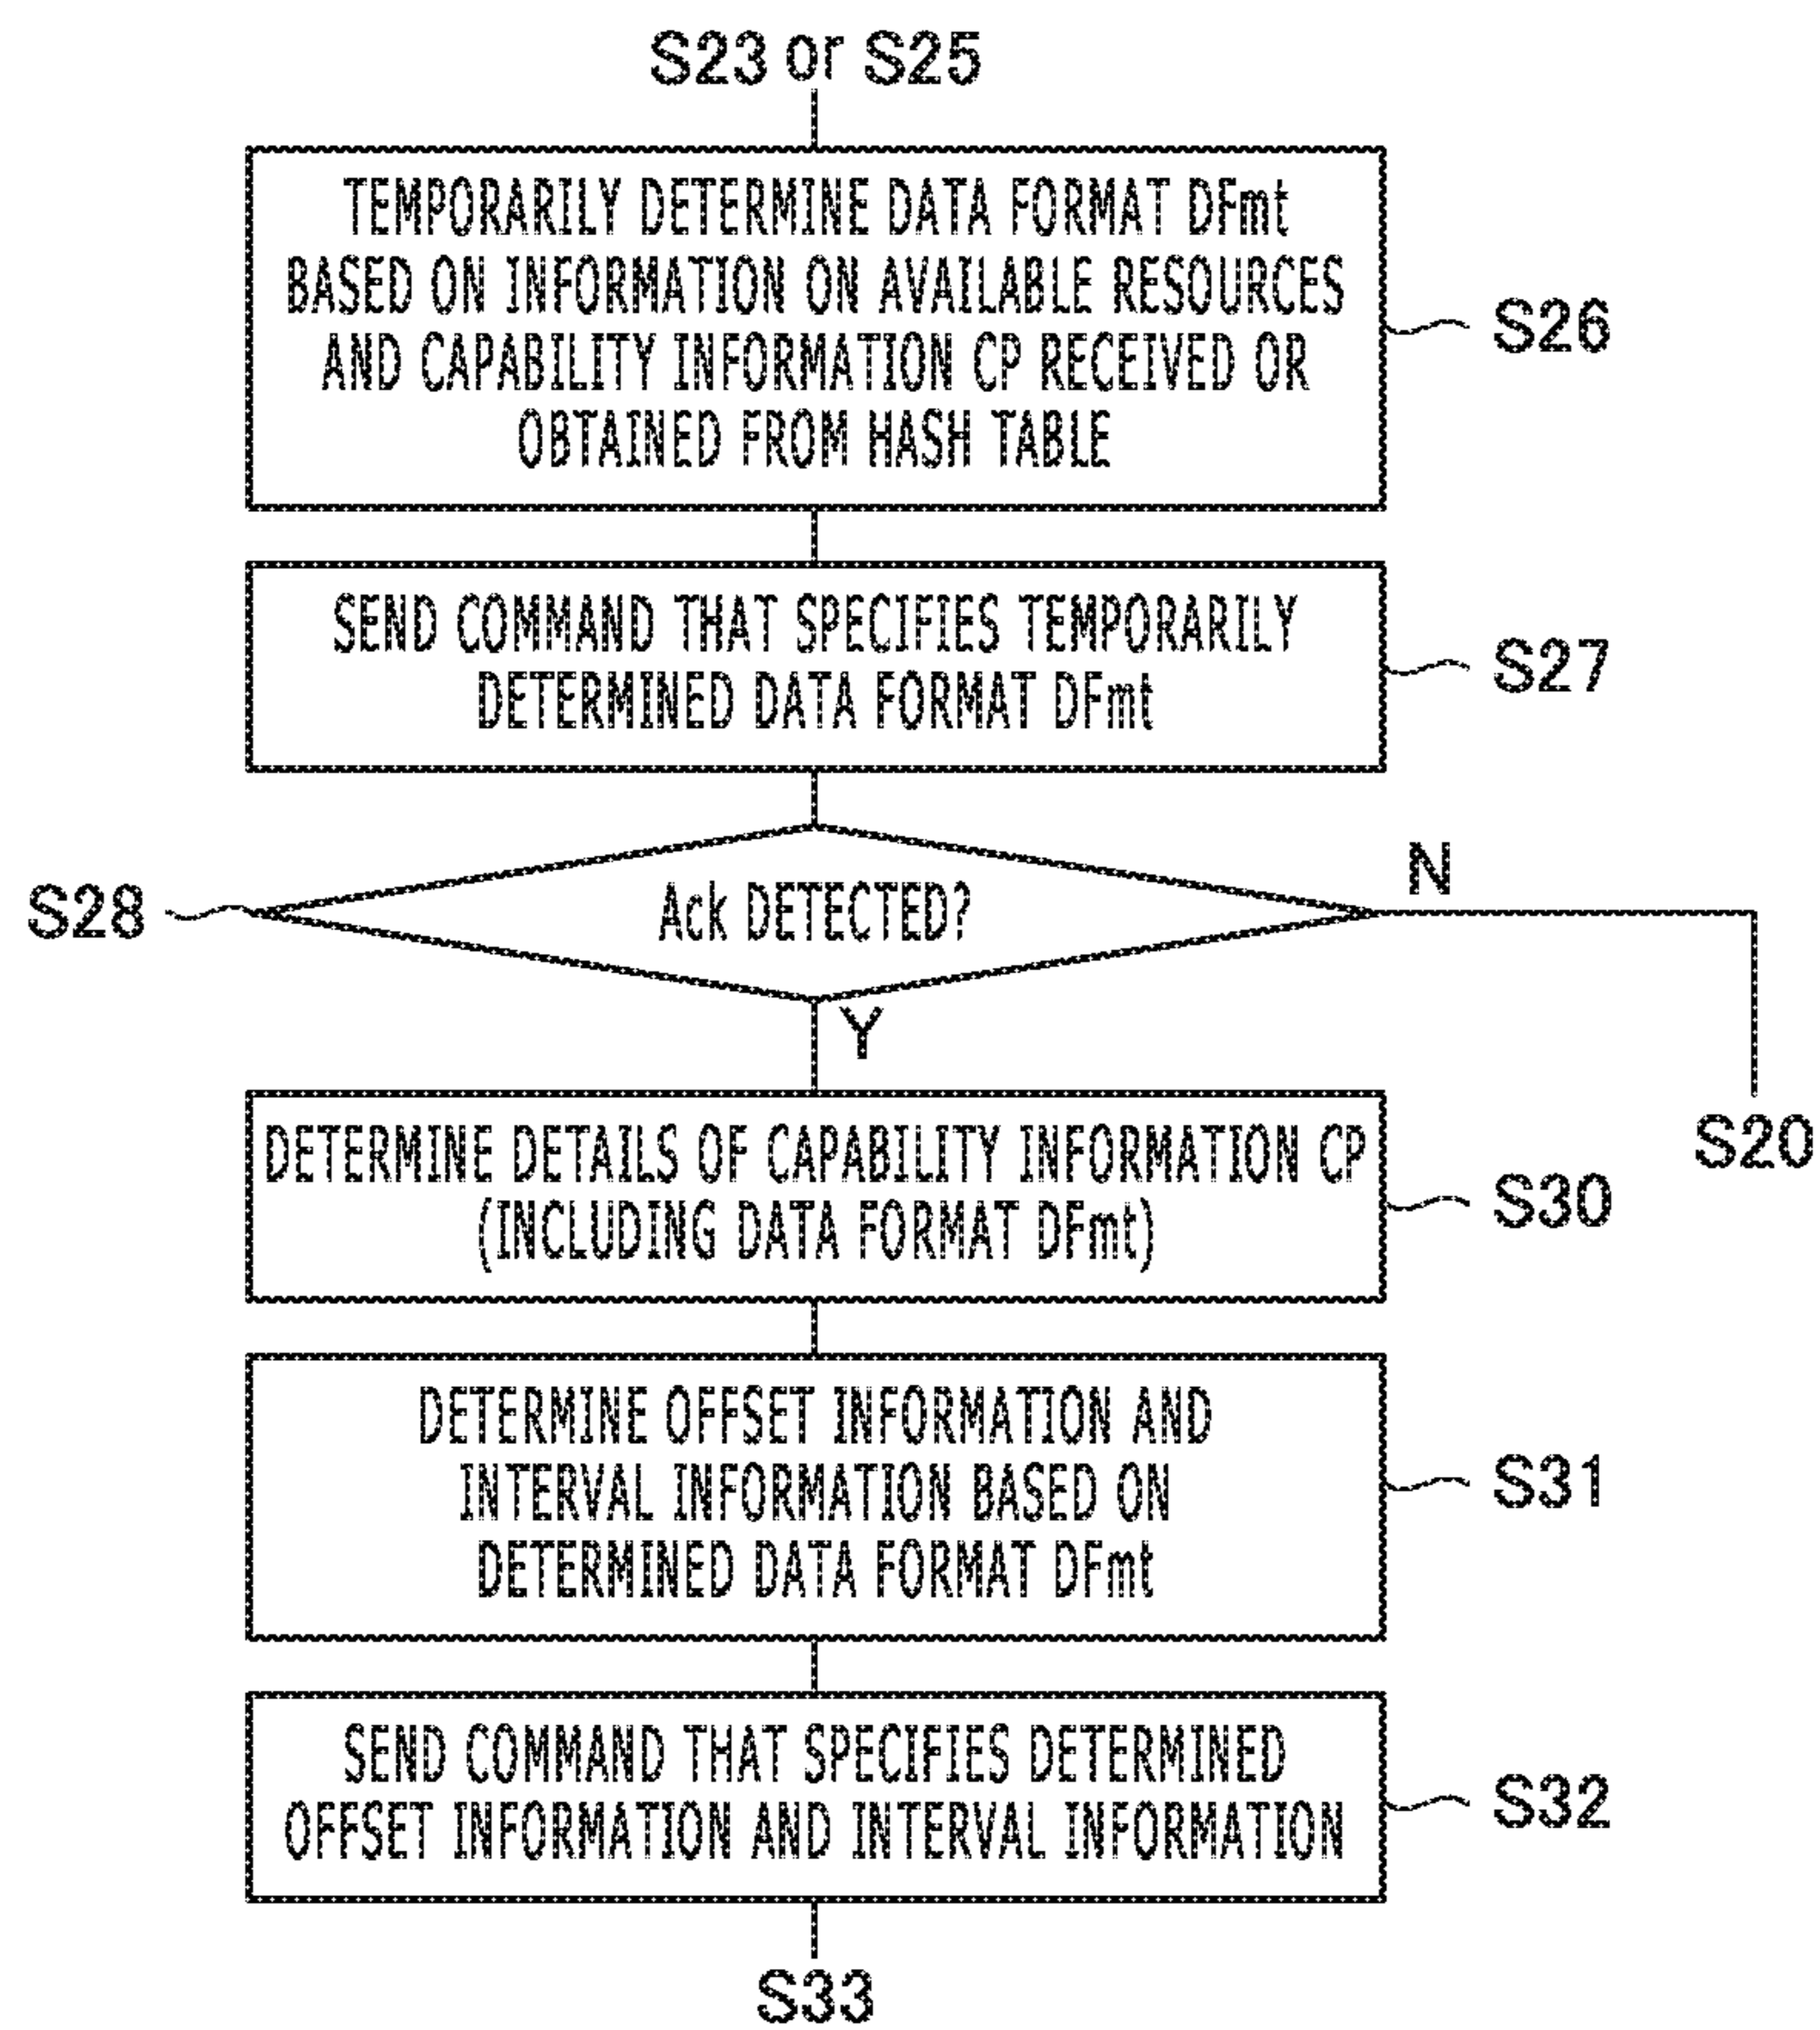 S23 or S25
TEMPORARILY DETERMINE DATA FORMAT DFmt
BASED ON INFORMATION ON AVAILABLE RESOURCES
AND CAPABILITY INFORMATION CP RECEIVED OR
OBTAINED FROM HASH TABLE
S26
SEND COMMAND THAT SPECIFIES TEMPORARILY
DETERMINED DATA FORMAT DFmt
S27
S28
Ack DETECTED?
N
Y
S20
DETERMINE DETAILS OF CAPABILITY INFORMATION CP
(INCLUDING DATA FORMAT DFmt)
S30
DETERMINE OFFSET INFORMATION AND
INTERVAL INFORMATION BASED ON
DETERMINED DATA FORMAT DFmt
S31
SEND COMMAND THAT SPECIFIES DETERMINED
OFFSET INFORMATION AND INTERVAL INFORMATION
S32
S33